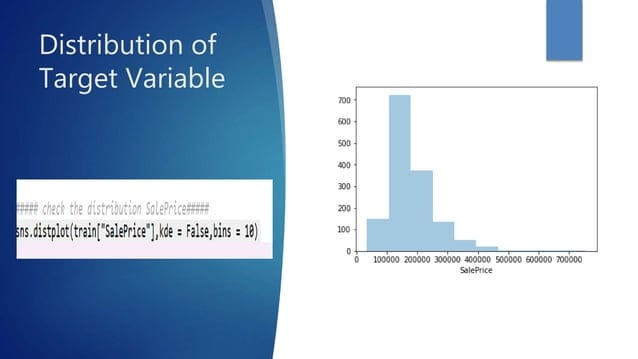 Distribution of
Target Variable
##### check the distribution SalePrice#####
sns.distplot(train["SalePrice"],kde = False,bins = 10)
700
600
500
400
300
200
100
0
0 100000 200000 300000 400000 500000 600000 700000
SalePrice